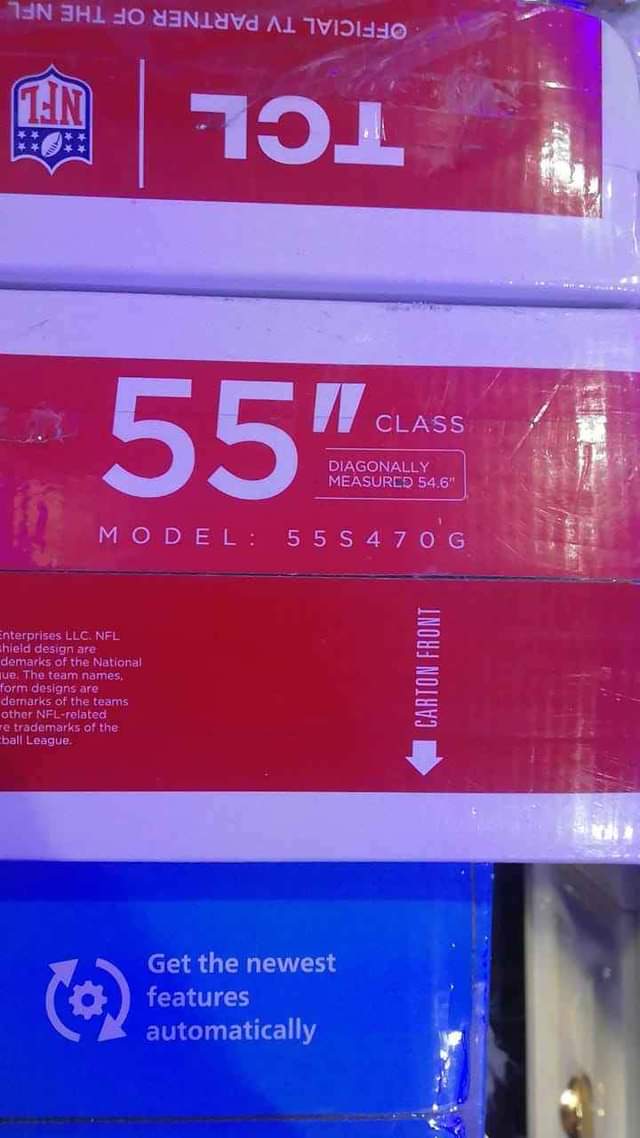 OFFICIAL TV PARTNER OF THE NFL
NFL
TCL
55" CLASS
DIAGONALLY
MEASURED 54.6"
MODEL: 55S470G
Enterprises LLC. NFL
shield design are
demarks of the National
ue. The team names,
form designs are
demarks of the teams
other NFL-related
re trademarks of the
tball League.
CARTON FRONT
Get the newest
features
automatically